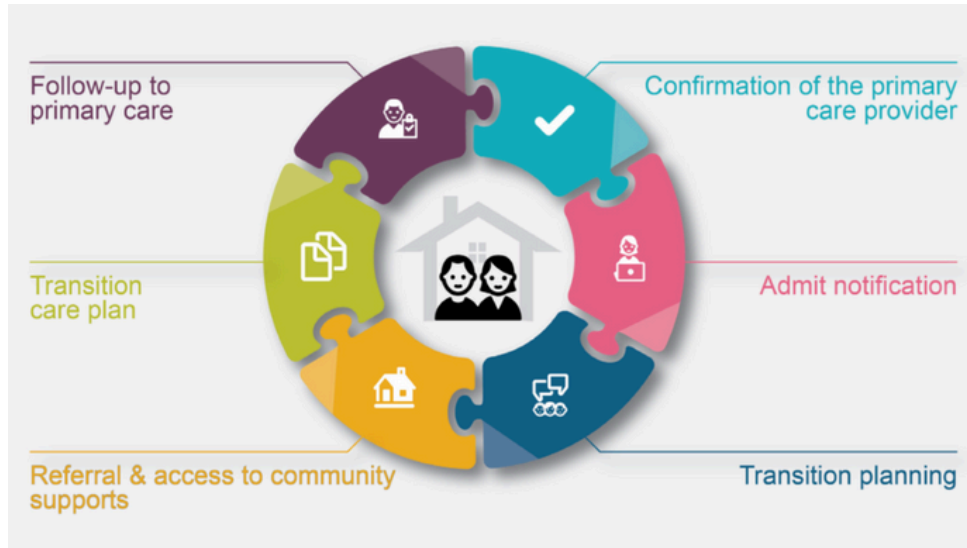 Follow-up to
primary care
Confirmation of the primary
care provider
Transition
care plan
Admit notification
Referral & access to community
supports
Transition planning